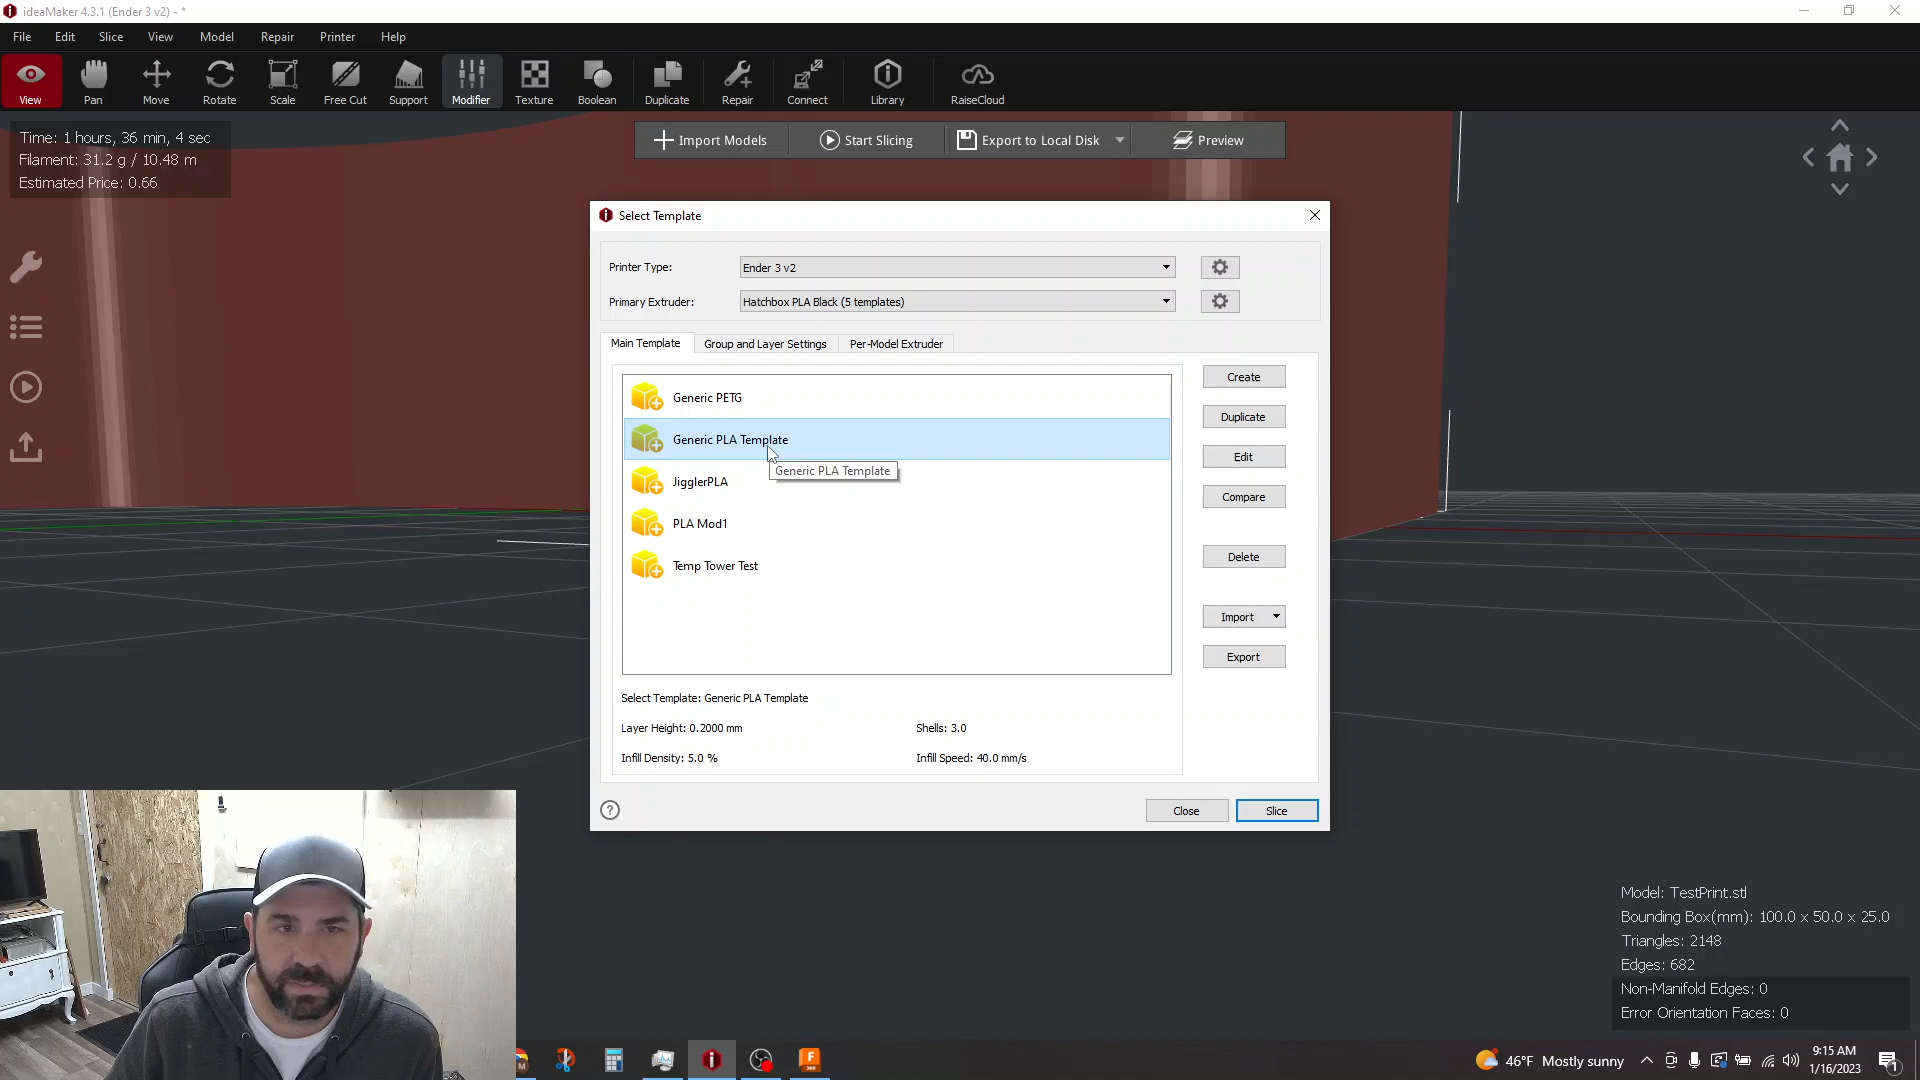 ideaMaker 4.3.1 (Ender 3 v2) - *
File Edit Slice View Model Repair Printer Help
View Pan Move Rotate Scale Free Cut Support Modifier Texture Boolean Duplicate Repair Connect Library RaiseCloud
Time: 1 hours, 36 min, 4 sec
Filament: 31.2 g / 10.48 m
Estimated Price: 0.66
Import Models Start Slicing Export to Local Disk Preview
Select Template
Printer Type: Ender 3 v2
Primary Extruder: Hatchbox PLA Black (5 templates)
Main Template Group and Layer Settings Per-Model Extruder
Generic PETG
Generic PLA Template
Generic PLA Template
JigglerPLA
PLA Mod1
Temp Tower Test
Create
Duplicate
Edit
Compare
Delete
Import
Export
Select Template: Generic PLA Template
Layer Height: 0.2000 mm Shells: 3.0
Infill Density: 5.0 % Infill Speed: 40.0 mm/s
? Close Slice
Model: TestPrint.stl
Bounding Box(mm): 100.0 x 50.0 x 25.0
Triangles: 2148
Edges: 682
Non-Manifold Edges: 0
Error Orientation Faces: 0
46°F Mostly sunny
9:15 AM
1/16/2023